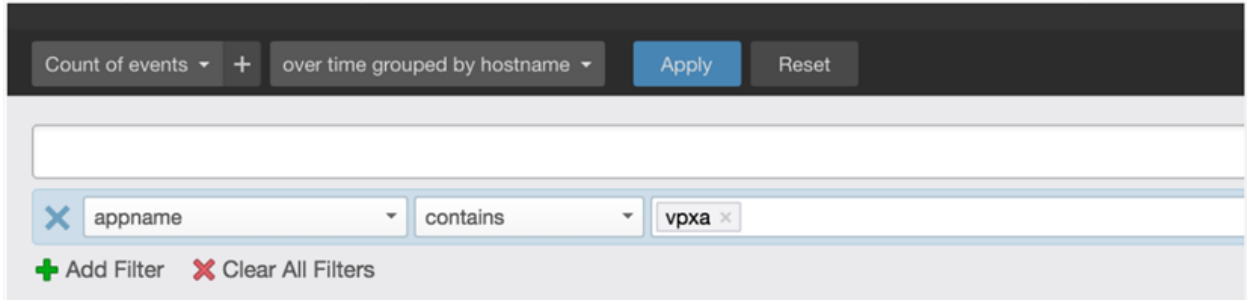 Count of events + over time grouped by hostname Apply Reset
appname contains vpxa ×
Add Filter Clear All Filters